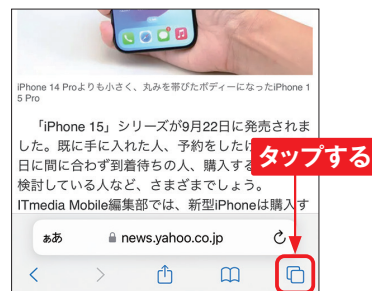 iPhone 14 Proよりも小さく、丸みを帯びたボディーになったiPhone 1
5 Pro
「iPhone 15」シリーズが9月22日に発売されま
した。既に手に入れた人、予約をしたけ
日に間に合わず到着待ちの人、購入する
検討している人など、さまざまでしょう。
ITmedia Mobile編集部では、新型iPhoneは購入す
タップする
ぁあ
news.yahoo.co.jp